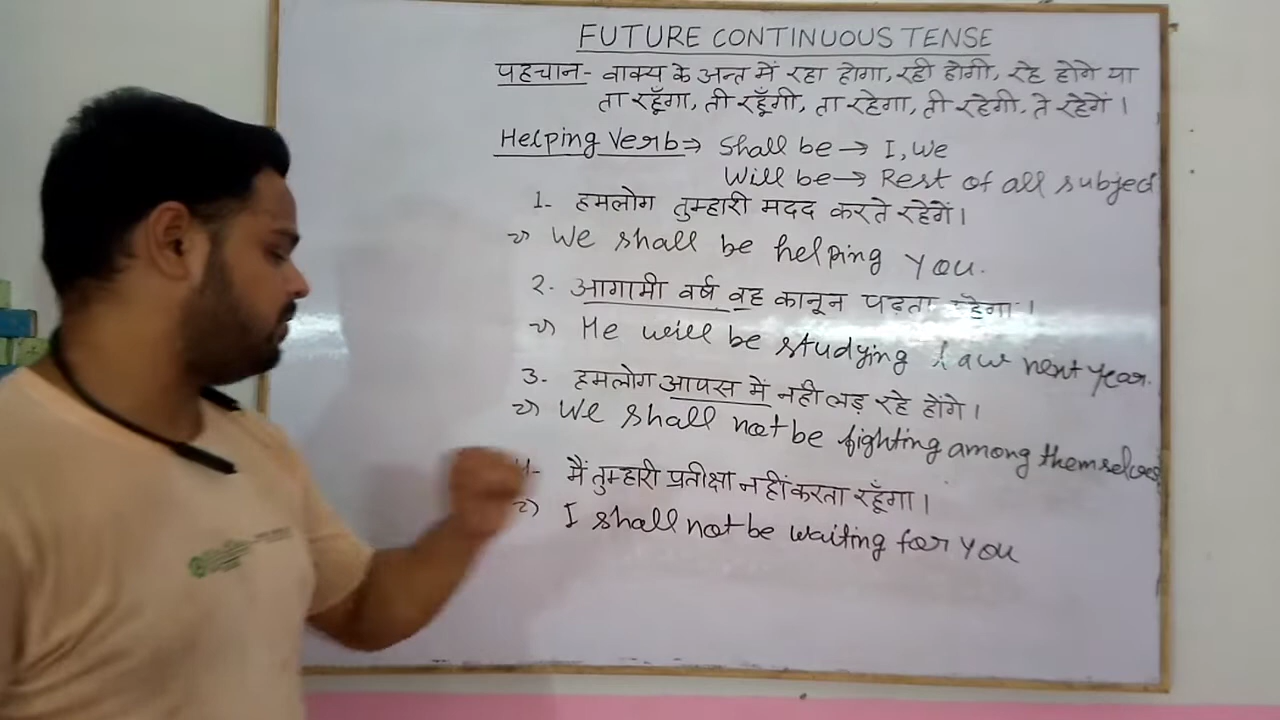 FUTURE CONTINUOUS TENSE
पहचान- वाक्य के अन्त में रहा होगा, रही होगी, रहे होगे या
ता रहूँगा, ती रहूँगी, ता रहेगा, ती रहेगी, ते रहेगें।
Helping Verb⇒ Shall be → I, We
Will be → Rest of all subject
1. हमलोग तुम्हारी मदद करते रहेगें।
⇒ We shall be helping you.
2. आगामी वर्ष वह कानून पढ़ता रहेगा।
⇒ He will be studying Law next year.
3. हमलोग आपस में नही लड़ रहे होंगे।
⇒ We shall not be fighting among themselves
4- मैं तुम्हारी प्रतीक्षा नहीं करता रहूँगा।
⇒ I shall not be waiting for you